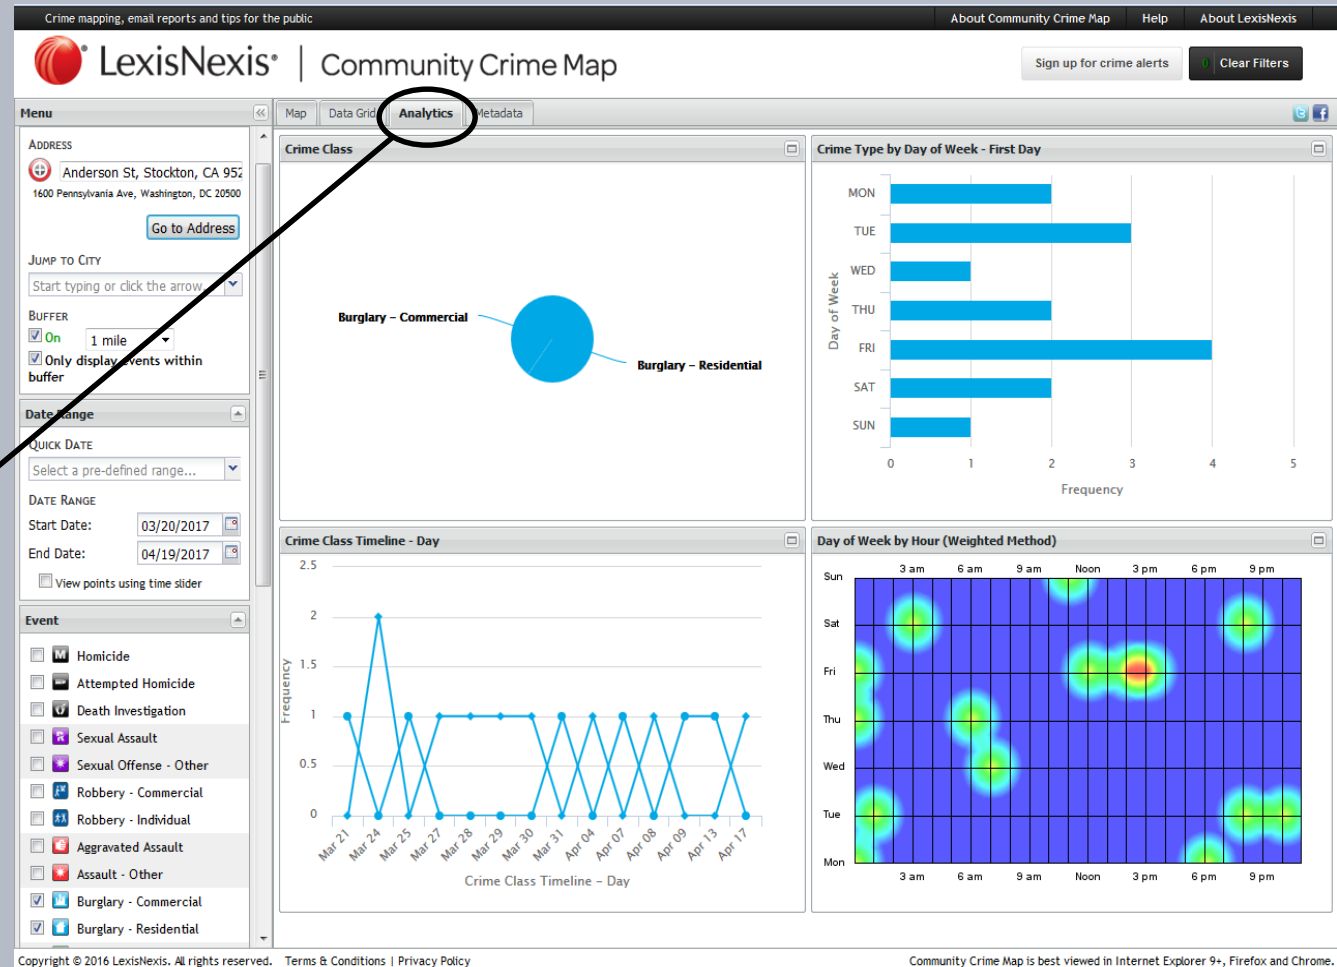 Crime mapping, email reports and tips for the public
About Community Crime Map Help About LexisNexis
LexisNexis® | Community Crime Map
Sign up for crime alerts
0 Clear Filters
Menu
Map Data Grid Analytics Metadata
ADDRESS
Anderson St, Stockton, CA 952
1600 Pennsylvania Ave, Washington, DC 20500
Go to Address
JUMP TO CITY
Start typing or click the arrow.
BUFFER
On 1 mile
Only display events within
buffer
Date Range
QUICK DATE
Select a pre-defined range...
DATE RANGE
Start Date: 03/20/2017
End Date: 04/19/2017
View points using time slider
Event
Homicide
Attempted Homicide
Death Investigation
Sexual Assault
Sexual Offense - Other
Robbery - Commercial
Robbery - Individual
Aggravated Assault
Assault - Other
Burglary - Commercial
Burglary - Residential
Crime Class
Burglary – Commercial
Burglary – Residential
Crime Type by Day of Week - First Day
Day of Week
MON
TUE
WED
THU
FRI
SAT
SUN
0 1 2 3 4 5
Frequency
Crime Class Timeline - Day
Frequency
2.5
2
1.5
1
0.5
0
Mar 21 Mar 24 Mar 25 Mar 27 Mar 28 Mar 29 Mar 30 Mar 31 Apr 04 Apr 07 Apr 08 Apr 09 Apr 13 Apr 17
Crime Class Timeline – Day
Day of Week by Hour (Weighted Method)
3 am 6 am 9 am Noon 3 pm 6 pm 9 pm
Sun
Sat
Fri
Thu
Wed
Tue
Mon
3 am 6 am 9 am Noon 3 pm 6 pm 9 pm
Copyright © 2016 LexisNexis. All rights reserved. Terms & Conditions | Privacy Policy
Community Crime Map is best viewed in Internet Explorer 9+, Firefox and Chrome.